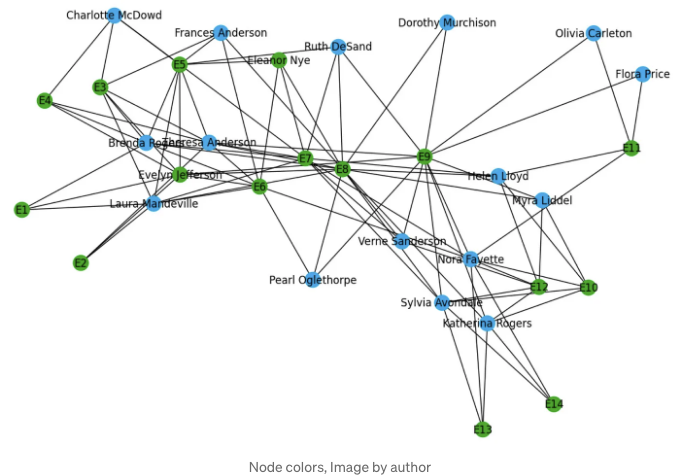 Charlotte McDowd
Dorothy Murchison
Frances Anderson
Olivia Carleton
Ruth DeSand
Eleanor Nye
E5
Flora Price
E3
E4
Brenda Rogers
Theresa Anderson
E11
E7
E9
E8
Evelyn Jefferson
Helen Lloyd
E6
Myra Liddel
Laura Mandeville
E1
Verne Sanderson
Nora Fayette
E2
Pearl Oglethorpe
E12
E10
Sylvia Avondale
Katherina Rogers
E14
E13
Node colors, Image by author